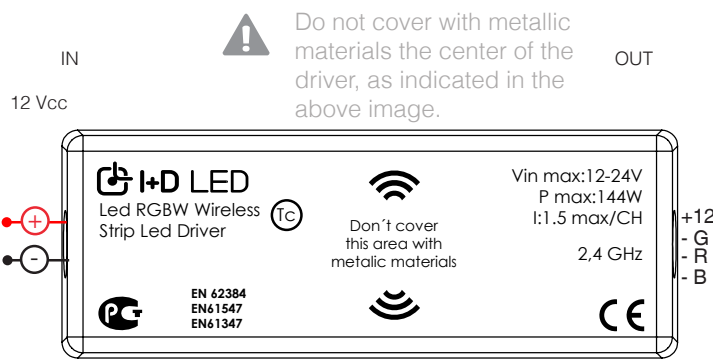 Do not cover with metallic
materials the center of the
driver, as indicated in the
above image.
IN
OUT
12 Vcc
I+D LED
Led RGBW Wireless
Strip Led Driver
Tc
Don´t cover
this area with
metalic materials
Vin max:12-24V
P max:144W
I:1.5 max/CH
2,4 GHz
+
-
+12
- G
- R
- B
EN 62384
EN61547
EN61347
PG
CE